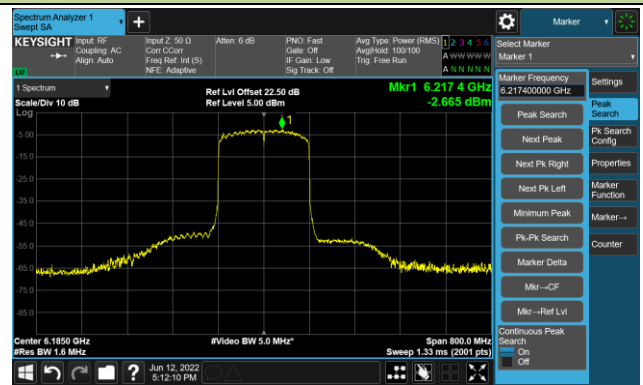 Spectrum Analyzer 1
Swept SA
Marker
KEYSIGHT
Input: RF
Coupling: AC
Align: Auto
Input Z: 50 Ω
Corr CCorr
Freq Ref: Int (S)
NFE: Adaptive
Atten: 6 dB
PNO: Fast
Gate: Off
IF Gain: Low
Sig Track: Off
Avg Type: Power (RMS)
Avg|Hold: 100/100
Trig: Free Run
1 2 3 4 5 6
A W W W W W
A N N N N N
Select Marker
Marker 1
1 Spectrum
Scale/Div 10 dB
Log
Ref Lvl Offset 22.50 dB
Ref Level 5.00 dBm
Mkr1 6.217 4 GHz
-2.665 dBm
1
-5.00
-15.0
-25.0
-35.0
-45.0
-55.0
-65.0
-75.0
-85.0
Center 6.1850 GHz
#Res BW 1.6 MHz
#Video BW 5.0 MHz*
Span 800.0 MHz
Sweep 1.33 ms (2001 pts)
Marker Frequency
6.217400000 GHz
Peak Search
Next Peak
Next Pk Right
Next Pk Left
Minimum Peak
Pk-Pk Search
Marker Delta
Mkr→CF
Mkr→Ref Lvl
Continuous Peak
Search
On
Off
Settings
Peak
Search
Pk Search
Config
Properties
Marker
Function
Marker→
Counter
?
Jun 12, 2022
5:12:10 PM